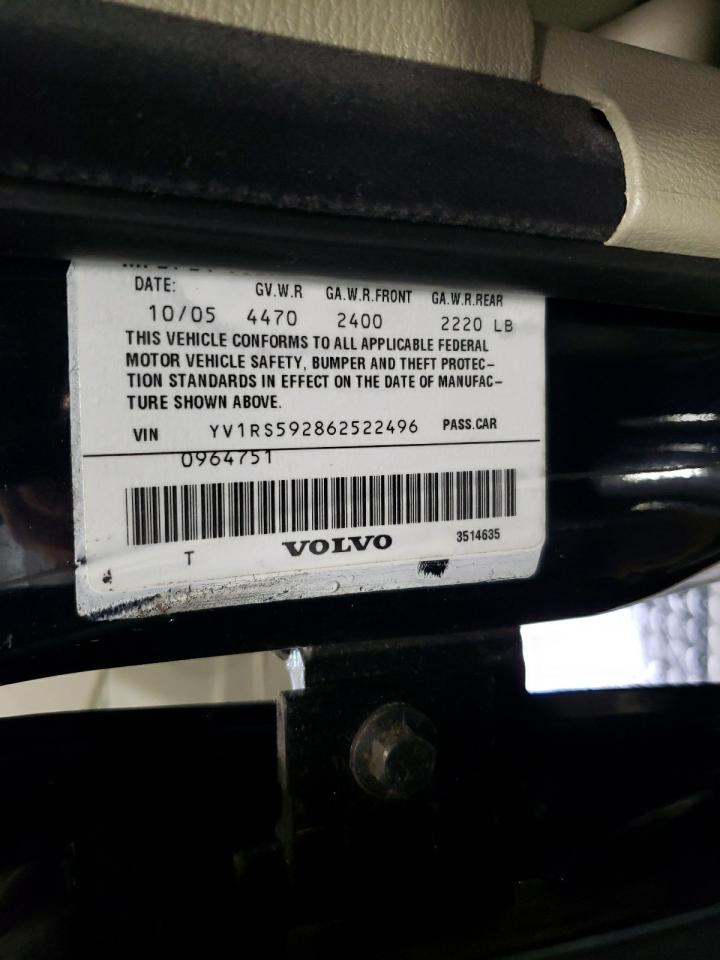 DATE: G.V.W.R GA.W.R.FRONT GA.W.R.REAR
10/05 4470 2400 2220 LB
THIS VEHICLE CONFORMS TO ALL APPLICABLE FEDERAL
MOTOR VEHICLE SAFETY, BUMPER AND THEFT PROTEC-
TION STANDARDS IN EFFECT ON THE DATE OF MANUFAC-
TURE SHOWN ABOVE.
VIN YV1RS592862522496 PASS.CAR
0964751
T VOLVO 3514635